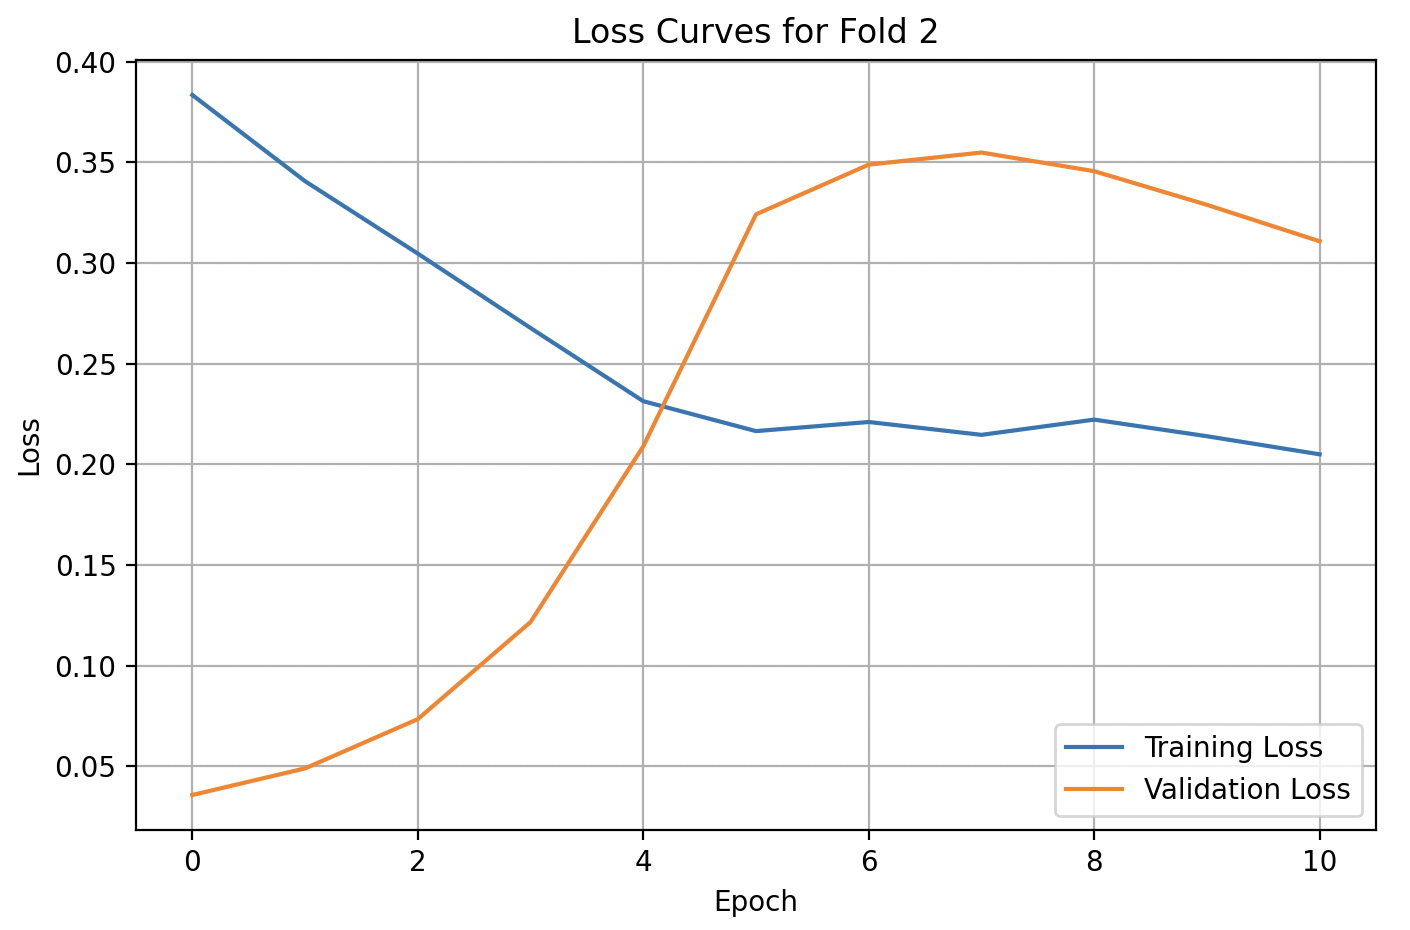 Loss Curves for Fold 2
0.40
0.35
0.30
0.25
0.20
0.15
0.10
0.05
Loss
Training Loss
Validation Loss
0 2 4 6 8 10
Epoch